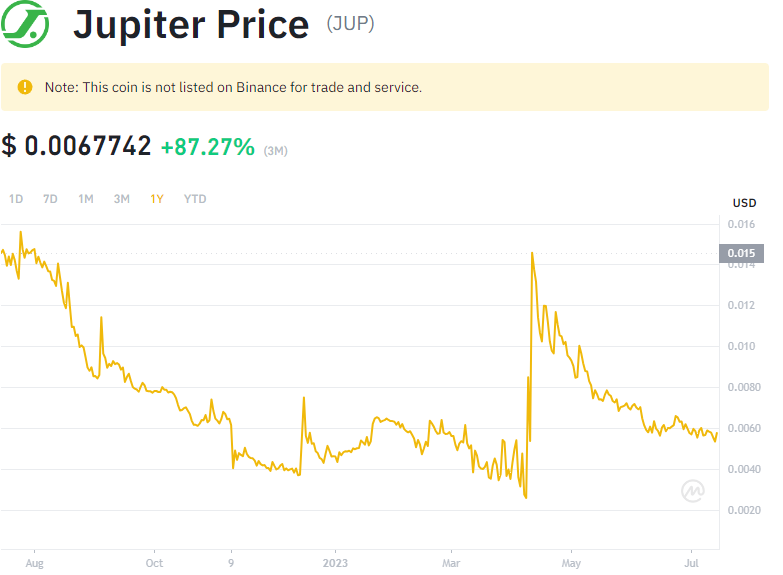 Jupiter Price (JUP)
Note: This coin is not listed on Binance for trade and service.
$ 0.0067742 +87.27% (3M)
1D 7D 1M 3M 1Y YTD
USD
0.016
0.015
0.014
0.012
0.010
0.0080
0.0060
0.0040
0.0020
Aug Oct 9 2023 Mar May Jul